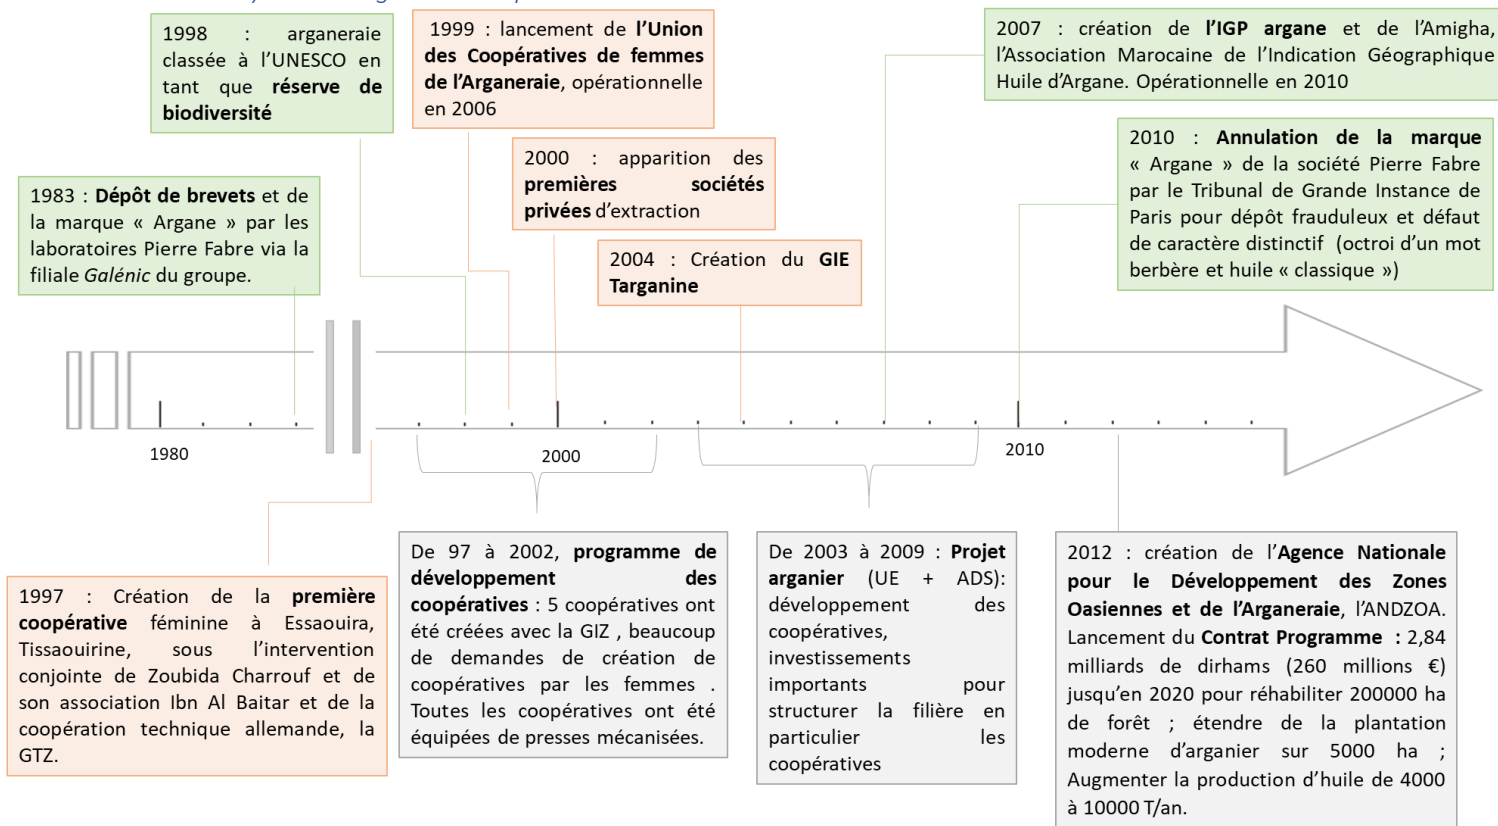 1998 : arganeraie
classée à l'UNESCO en
tant que réserve de
biodiversité
1999 : lancement de l'Union
des Coopératives de femmes
de l'Arganeraie, opérationnelle
en 2006
2007 : création de l'IGP argane et de l'Amigha,
l'Association Marocaine de l'Indication Géographique
Huile d'Argane. Opérationnelle en 2010
2000 : apparition des
premières sociétés
privées d'extraction
2010 : Annulation de la marque
« Argane » de la société Pierre Fabre
par le Tribunal de Grande Instance de
Paris pour dépôt frauduleux et défaut
de caractère distinctif (octroi d'un mot
berbère et huile « classique »)
1983 : Dépôt de brevets et de
la marque « Argane » par les
laboratoires Pierre Fabre via la
filiale Galénic du groupe.
2004 : Création du GIE
Targanine
1980
2000
2010
1997 : Création de la première
coopérative féminine à Essaouira,
Tissaouirine, sous l'intervention
conjointe de Zoubida Charrouf et de
son association Ibn Al Baitar et de la
coopération technique allemande, la
GTZ.
De 97 à 2002, programme de
développement des
coopératives : 5 coopératives ont
été créées avec la GIZ , beaucoup
de demandes de création de
coopératives par les femmes .
Toutes les coopératives ont été
équipées de presses mécanisées.
De 2003 à 2009 : Projet
arganier (UE + ADS):
développement des
coopératives,
investissements
importants pour
structurer la filière en
particulier les
coopératives
2012 : création de l'Agence Nationale
pour le Développement des Zones
Oasiennes et de l'Arganeraie, l'ANDZOA.
Lancement du Contrat Programme : 2,84
milliards de dirhams (260 millions €)
jusqu'en 2020 pour réhabiliter 200000 ha
de forêt ; étendre de la plantation
moderne d'arganier sur 5000 ha ;
Augmenter la production d'huile de 4000
à 10000 T/an.